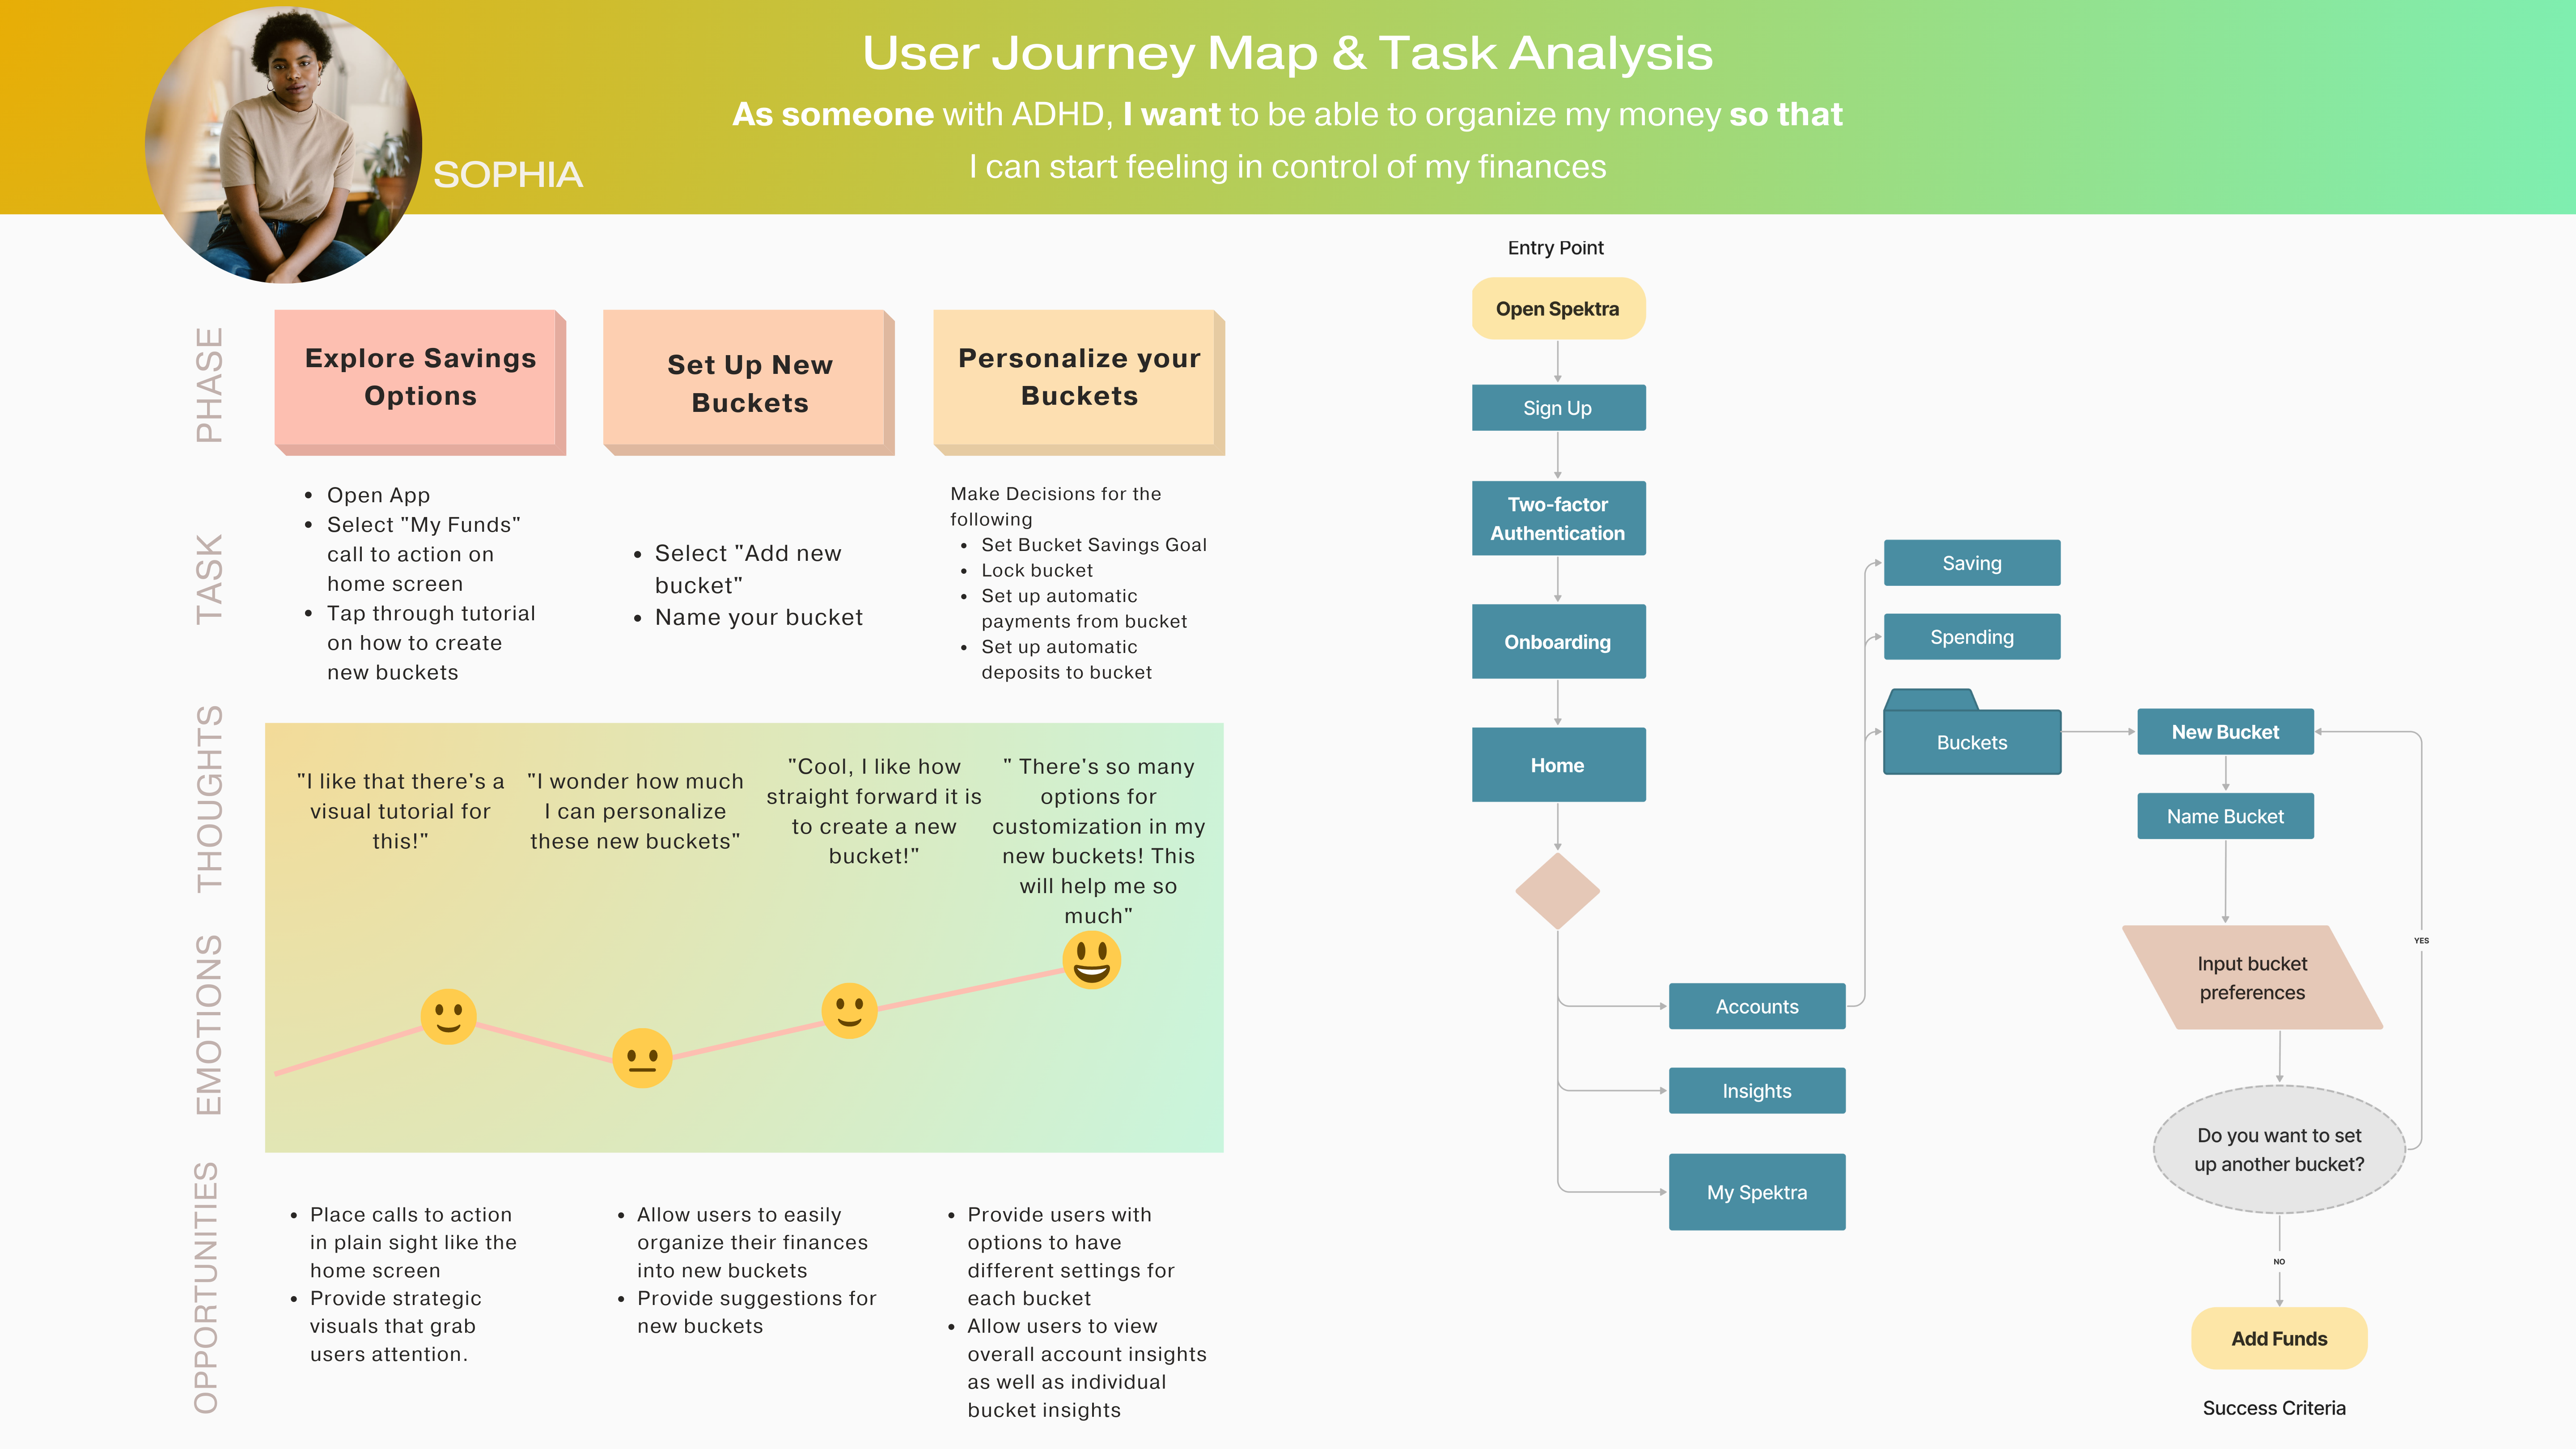 User Journey Map & Task Analysis
As someone with ADHD, I want to be able to organize my money so that
I can start feeling in control of my finances
SOPHIA
PHASE
Explore Savings
Options
Set Up New
Buckets
Personalize your
Buckets
TASK
• Open App
• Select "My Funds"
call to action on
home screen
• Tap through tutorial
on how to create
new buckets
• Select "Add new
bucket"
• Name your bucket
Make Decisions for the
following
• Set Bucket Savings Goal
• Lock bucket
• Set up automatic
payments from bucket
• Set up automatic
deposits to bucket
THOUGHTS
"I like that there's a
visual tutorial for
this!"
"I wonder how much
I can personalize
these new buckets"
"Cool, I like how
straight forward it is
to create a new
bucket!"
" There's so many
options for
customization in my
new buckets! This
will help me so
much"
EMOTIONS
OPPORTUNITIES
• Place calls to action
in plain sight like the
home screen
• Provide strategic
visuals that grab
users attention.
• Allow users to easily
organize their finances
into new buckets
• Provide suggestions for
new buckets
• Provide users with
options to have
different settings for
each bucket
• Allow users to view
overall account insights
as well as individual
bucket insights
Entry Point
Open Spektra
Sign Up
Two-factor
Authentication
Onboarding
Home
Accounts
Insights
My Spektra
Saving
Spending
Buckets
New Bucket
Name Bucket
Input bucket
preferences
Do you want to set
up another bucket?
YES
NO
Add Funds
Success Criteria